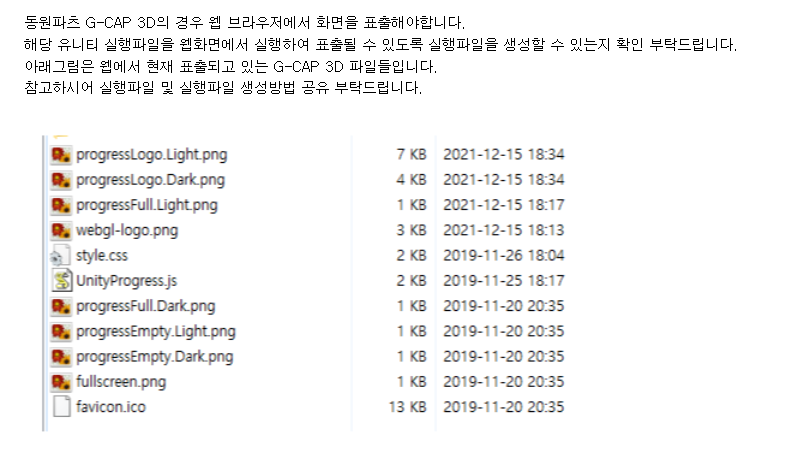 동원파츠 G-CAP 3D의 경우 웹 브라우저에서 화면을 표출해야합니다.
해당 유니티 실행파일을 웹화면에서 실행하여 표출될 수 있도록 실행파일을 생성할 수 있는지 확인 부탁드립니다.
아래그림은 웹에서 현재 표출되고 있는 G-CAP 3D 파일들입니다.
참고하시어 실행파일 및 실행파일 생성방법 공유 부탁드립니다.
progressLogo.Light.png 7 KB 2021-12-15 18:34
progressLogo.Dark.png 4 KB 2021-12-15 18:34
progressFull.Light.png 1 KB 2021-12-15 18:17
webgl-logo.png 3 KB 2021-12-15 18:13
style.css 2 KB 2019-11-26 18:04
UnityProgress.js 2 KB 2019-11-25 18:17
progressFull.Dark.png 1 KB 2019-11-20 20:35
progressEmpty.Light.png 1 KB 2019-11-20 20:35
progressEmpty.Dark.png 1 KB 2019-11-20 20:35
fullscreen.png 1 KB 2019-11-20 20:35
favicon.ico 13 KB 2019-11-20 20:35